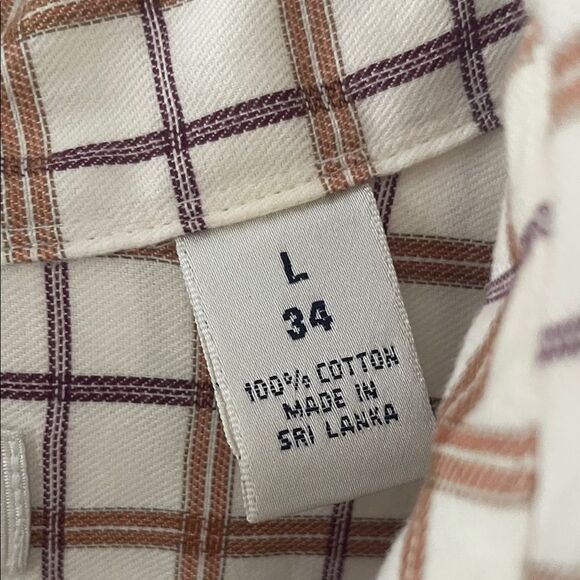 L
34
100% COTTON
MADE IN
SRI LANKA